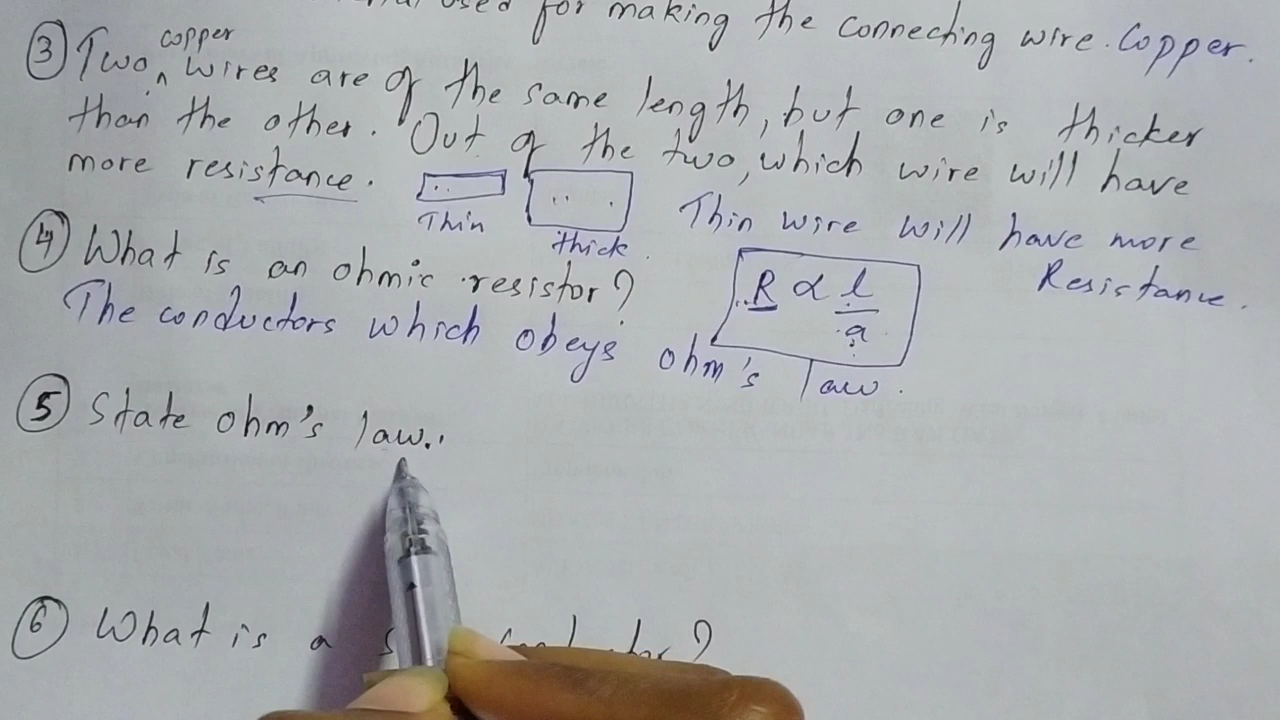 used for making the connecting wire. Copper.
③ Two copper wires are of the same length, but one is thicker
than the other. Out of the two, which wire will have
more resistance.
Thin
thick.
Thin wire will have more
Resistance.
④ What is an ohmic resistor?
R ∝ l/a
The conductors which obeys ohm's law.
⑤ State ohm's law.
⑥ What is a